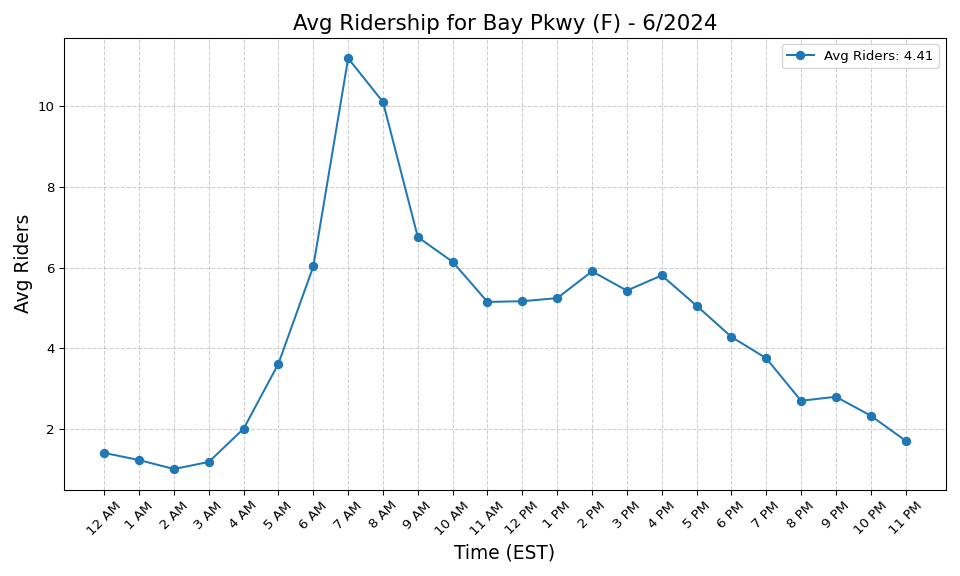 Avg Ridership for Bay Pkwy (F) - 6/2024
Avg Riders: 4.41
Avg Riders
10
8
6
4
2
12 AM 1 AM 2 AM 3 AM 4 AM 5 AM 6 AM 7 AM 8 AM 9 AM 10 AM 11 AM 12 PM 1 PM 2 PM 3 PM 4 PM 5 PM 6 PM 7 PM 8 PM 9 PM 10 PM 11 PM
Time (EST)